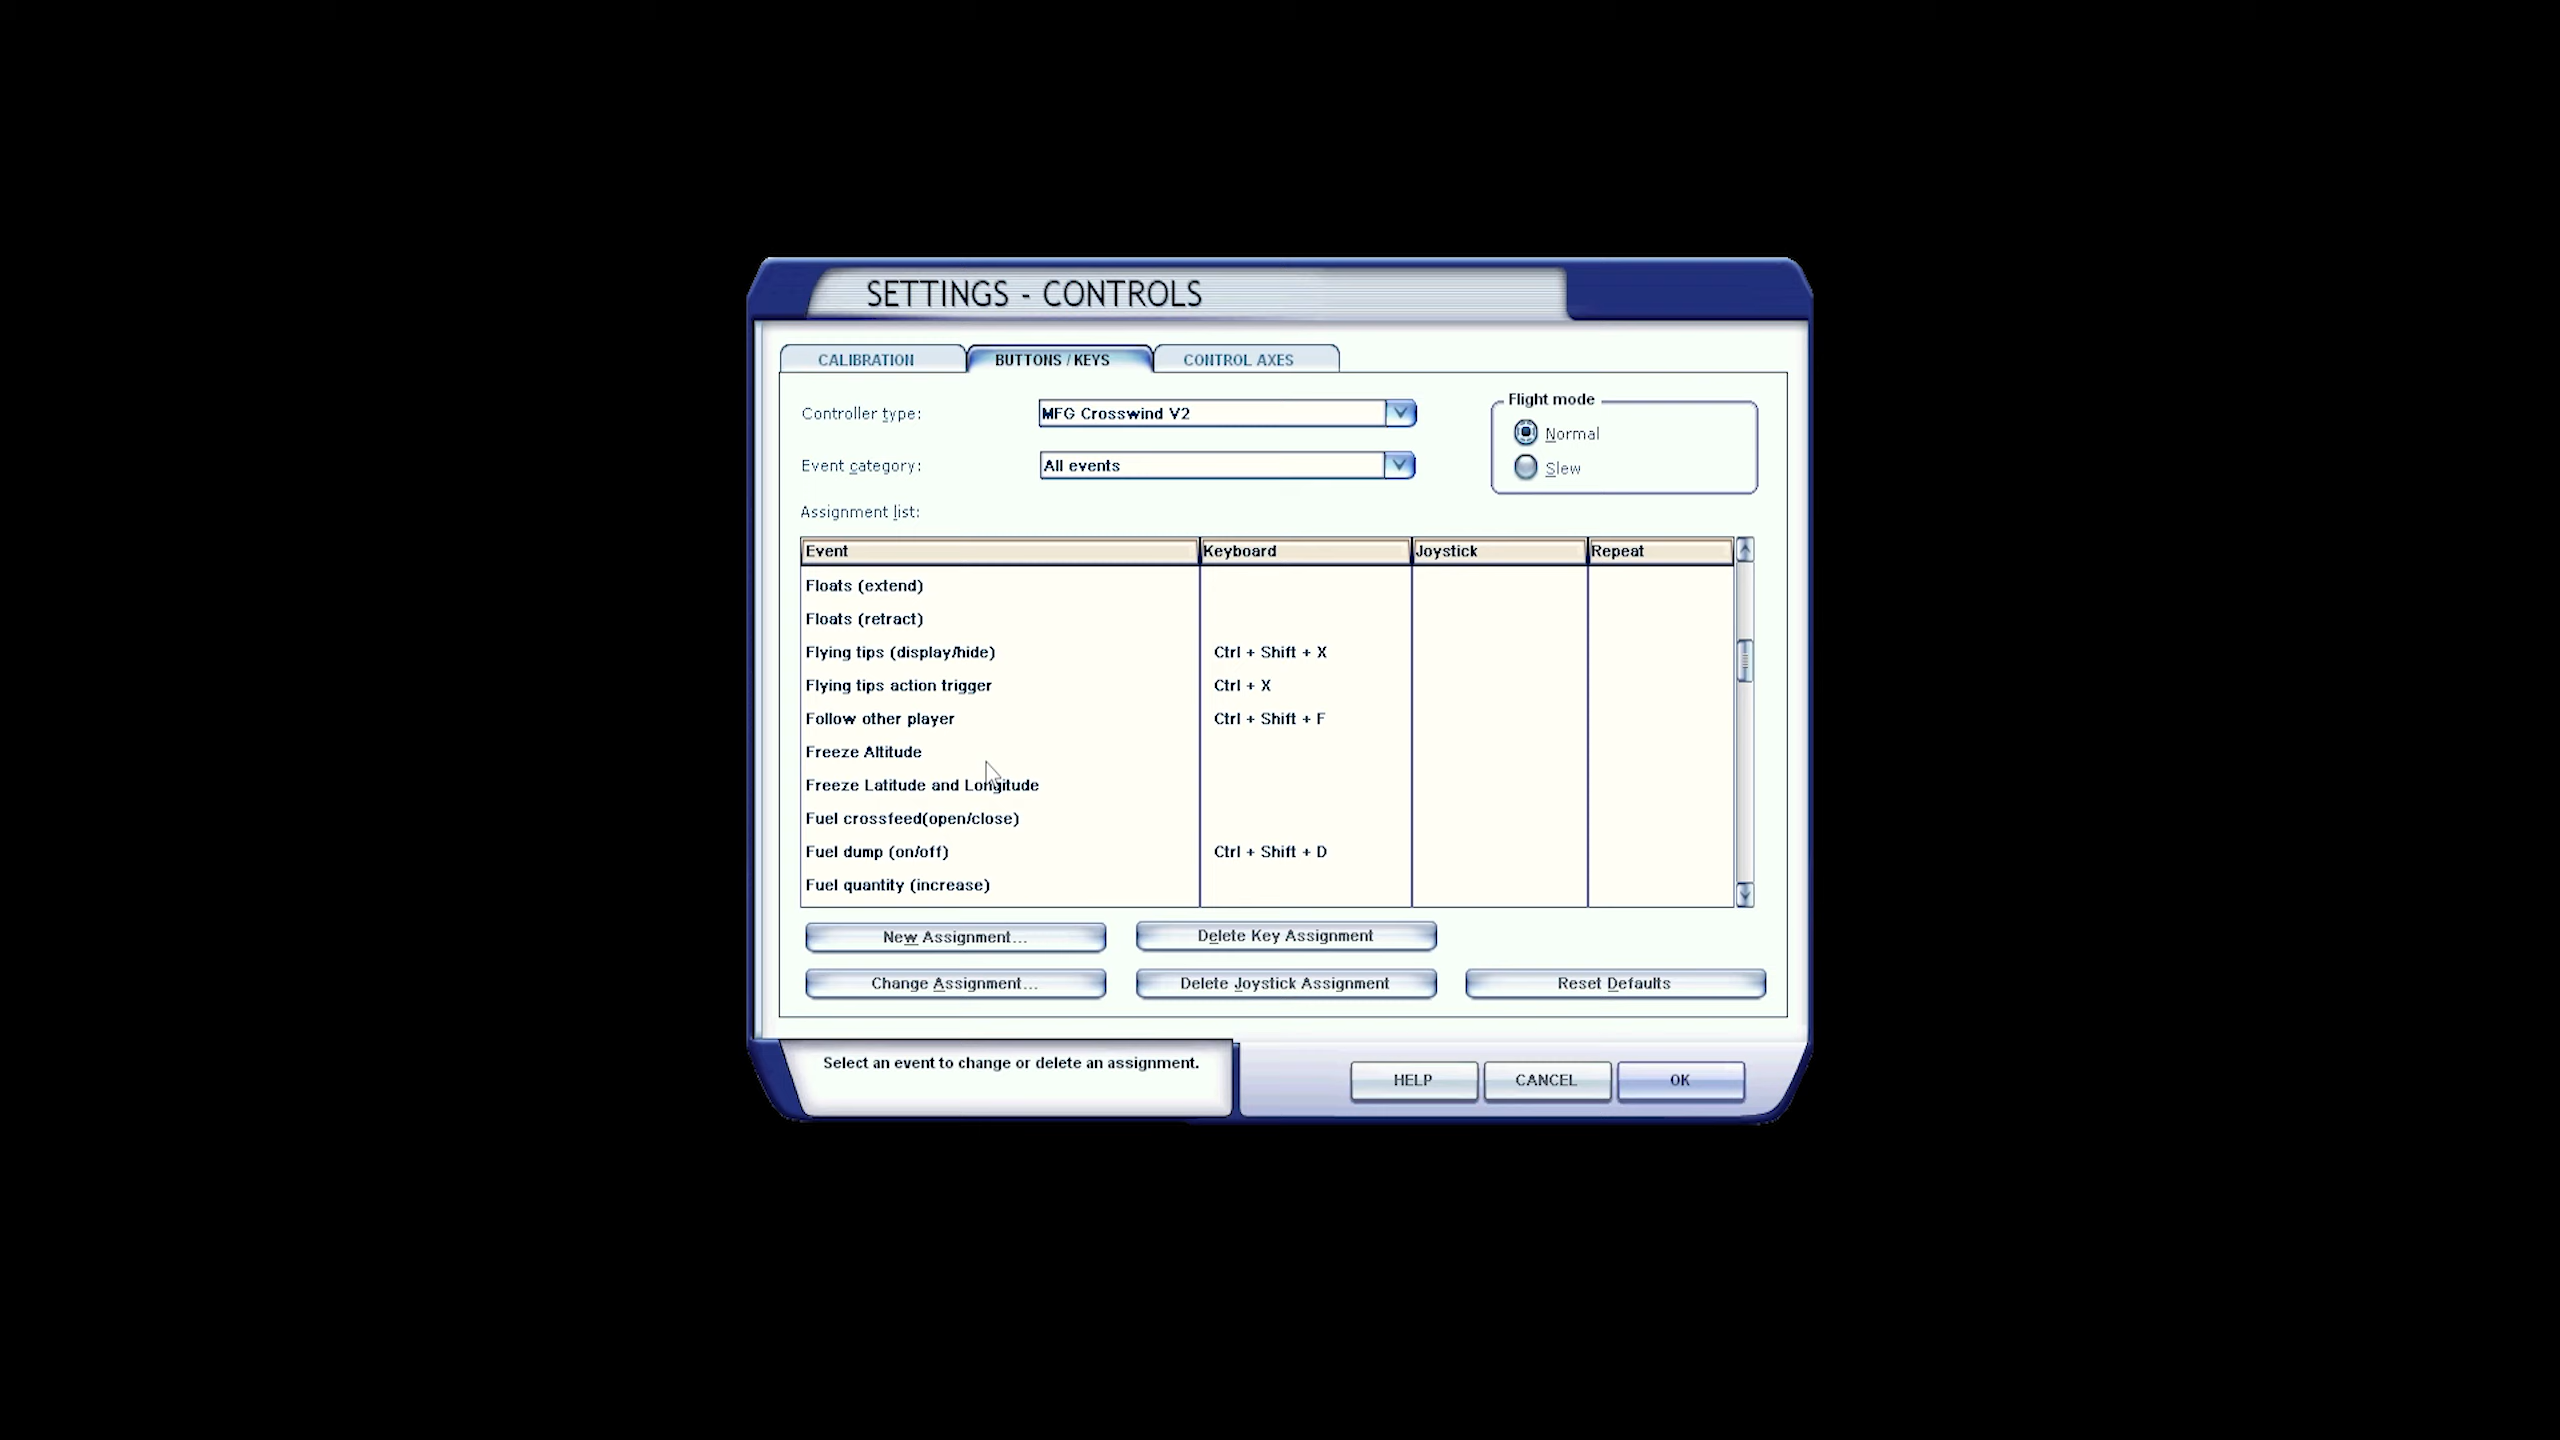 SETTINGS - CONTROLS
CALIBRATION BUTTONS / KEYS CONTROL AXES
Controller type: MFG Crosswind V2
Event category: All events
Flight mode
Normal
Slew
Assignment list:
Event Keyboard Joystick Repeat
Floats (extend)
Floats (retract)
Flying tips (display/hide) Ctrl + Shift + X
Flying tips action trigger Ctrl + X
Follow other player Ctrl + Shift + F
Freeze Altitude
Freeze Latitude and Longitude
Fuel crossfeed(open/close)
Fuel dump (on/off) Ctrl + Shift + D
Fuel quantity (increase)
New Assignment... Delete Key Assignment
Change Assignment... Delete Joystick Assignment Reset Defaults
Select an event to change or delete an assignment.
HELP CANCEL OK